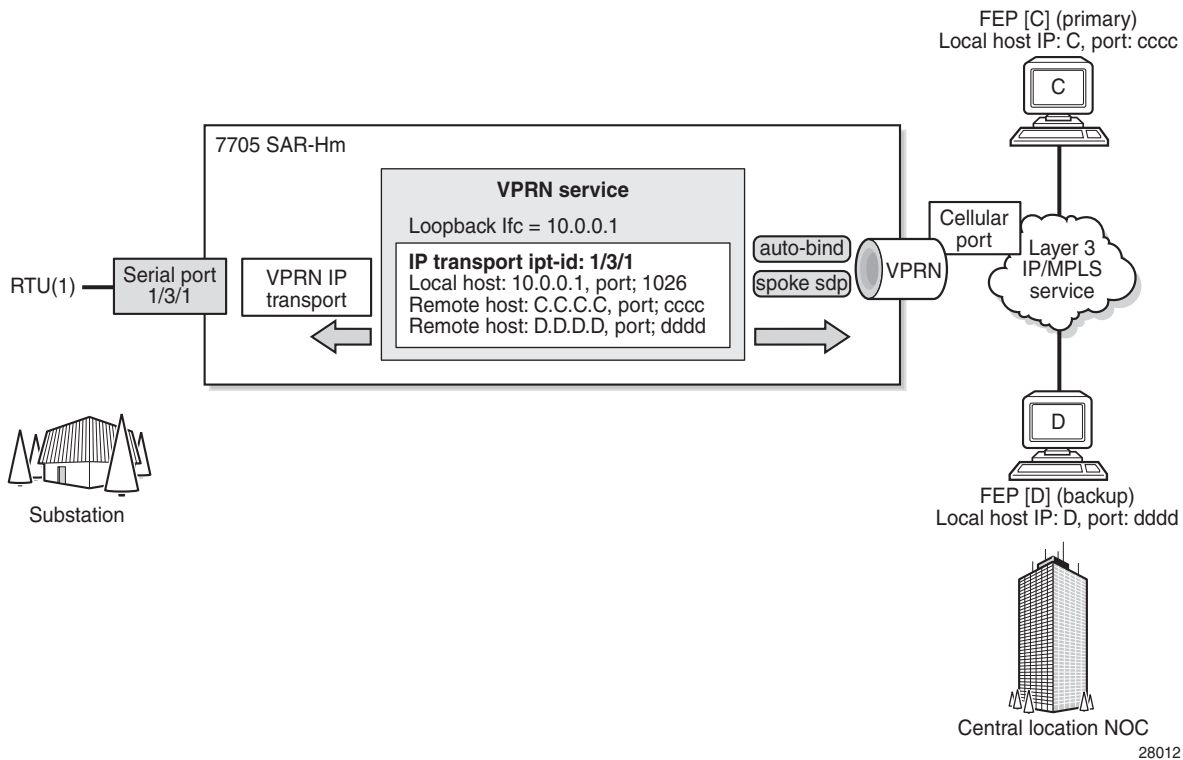 FEP [C] (primary)
Local host IP: C, port: cccc
C
7705 SAR-Hm
VPRN service
Loopback Ifc = 10.0.0.1
IP transport ipt-id: 1/3/1
Local host: 10.0.0.1, port; 1026
Remote host: C.C.C.C, port; cccc
Remote host: D.D.D.D, port; dddd
RTU(1)
Serial port
1/3/1
VPRN IP
transport
auto-bind
spoke sdp
VPRN
Cellular
port
Layer 3
IP/MPLS
service
D
FEP [D] (backup)
Local host IP: D, port: dddd
Substation
Central location NOC
28012